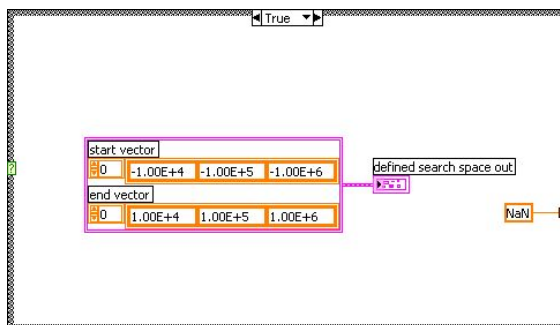 True
start vector
0 -1.00E+4 -1.00E+5 -1.00E+6
defined search space out
end vector
0 1.00E+4 1.00E+5 1.00E+6
NaN
?